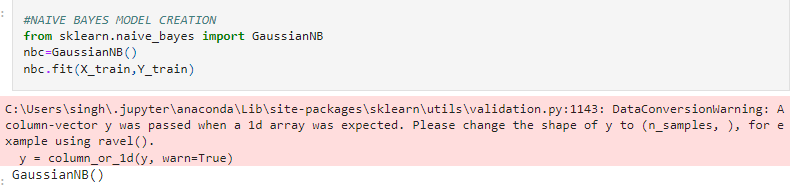 #NAIVE BAYES MODEL CREATION
from sklearn.naive_bayes import GaussianNB
nbc=GaussianNB()
nbc.fit(X_train,Y_train)
C:\Users\singh\.jupyter\anaconda\Lib\site-packages\sklearn\utils\validation.py:1143: DataConversionWarning: A
column-vector y was passed when a 1d array was expected. Please change the shape of y to (n_samples, ), for e
xample using ravel().
  y = column_or_1d(y, warn=True)
GaussianNB()